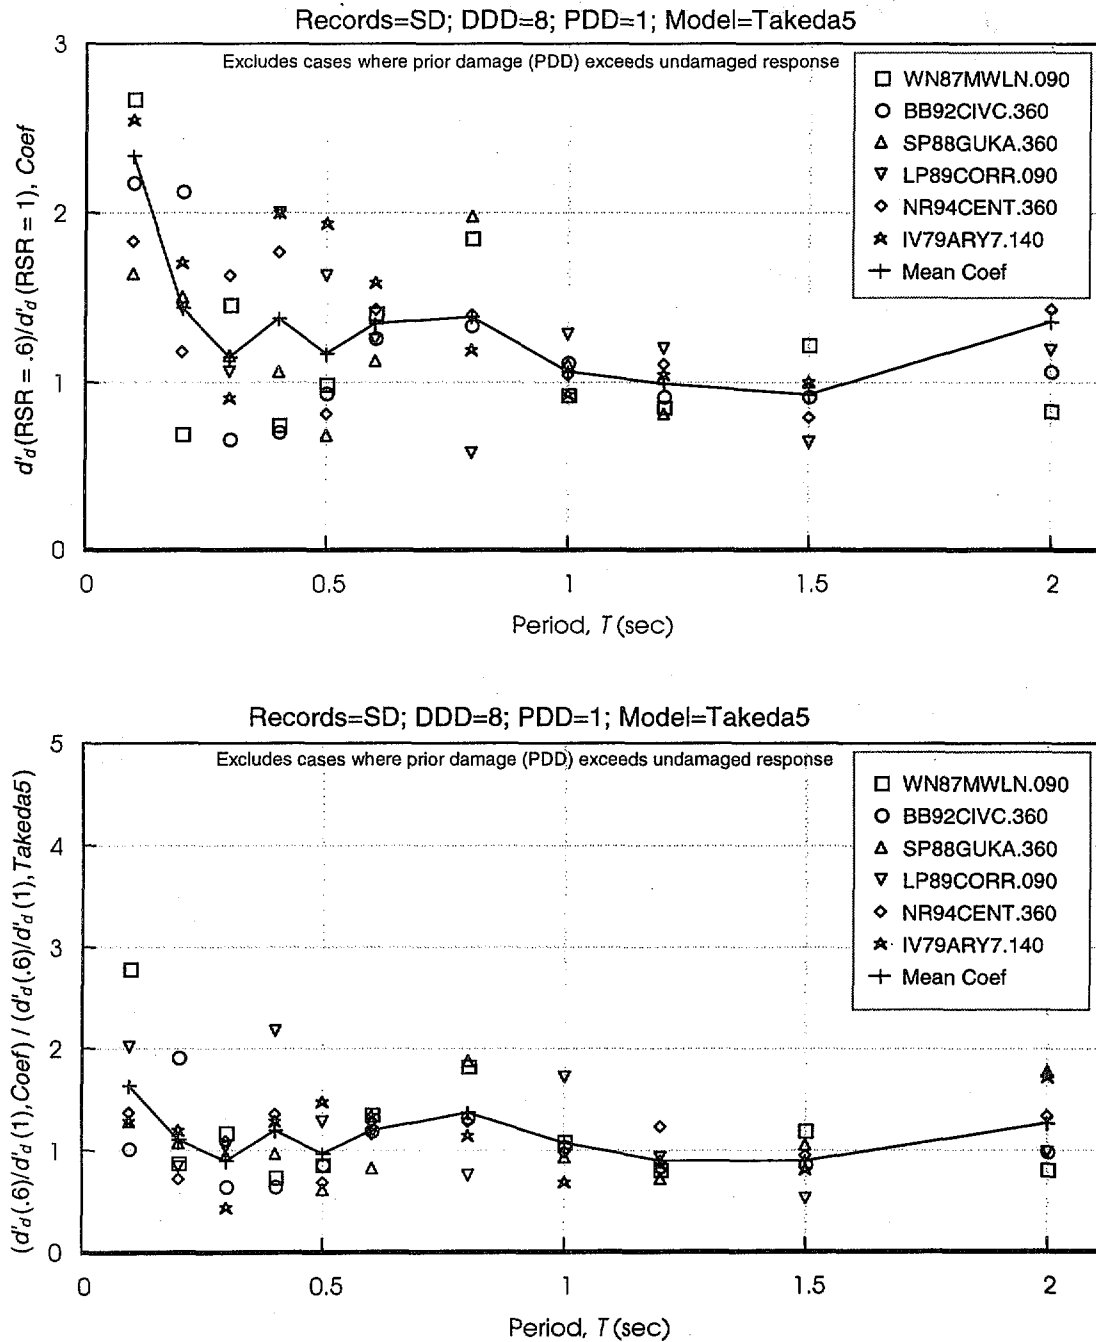 Records=SD; DDD=8; PDD=1; Model=Takeda5
Excludes cases where prior damage (PDD) exceeds undamaged response
3
2
1
0
d'd(RSR = .6)/d'd(RSR = 1), Coef
WN87MWLN.090
BB92CIVC.360
SP88GUKA.360
LP89CORR.090
NR94CENT.360
IV79ARY7.140
Mean Coef
0 0.5 1 1.5 2
Period, T(sec)
Records=SD; DDD=8; PDD=1; Model=Takeda5
Excludes cases where prior damage (PDD) exceeds undamaged response
5
4
3
2
1
0
(d'd(.6)/d'd(1), Coef) / (d'd(.6)/d'd(1), Takeda5)
WN87MWLN.090
BB92CIVC.360
SP88GUKA.360
LP89CORR.090
NR94CENT.360
IV79ARY7.140
Mean Coef
0 0.5 1 1.5 2
Period, T(sec)